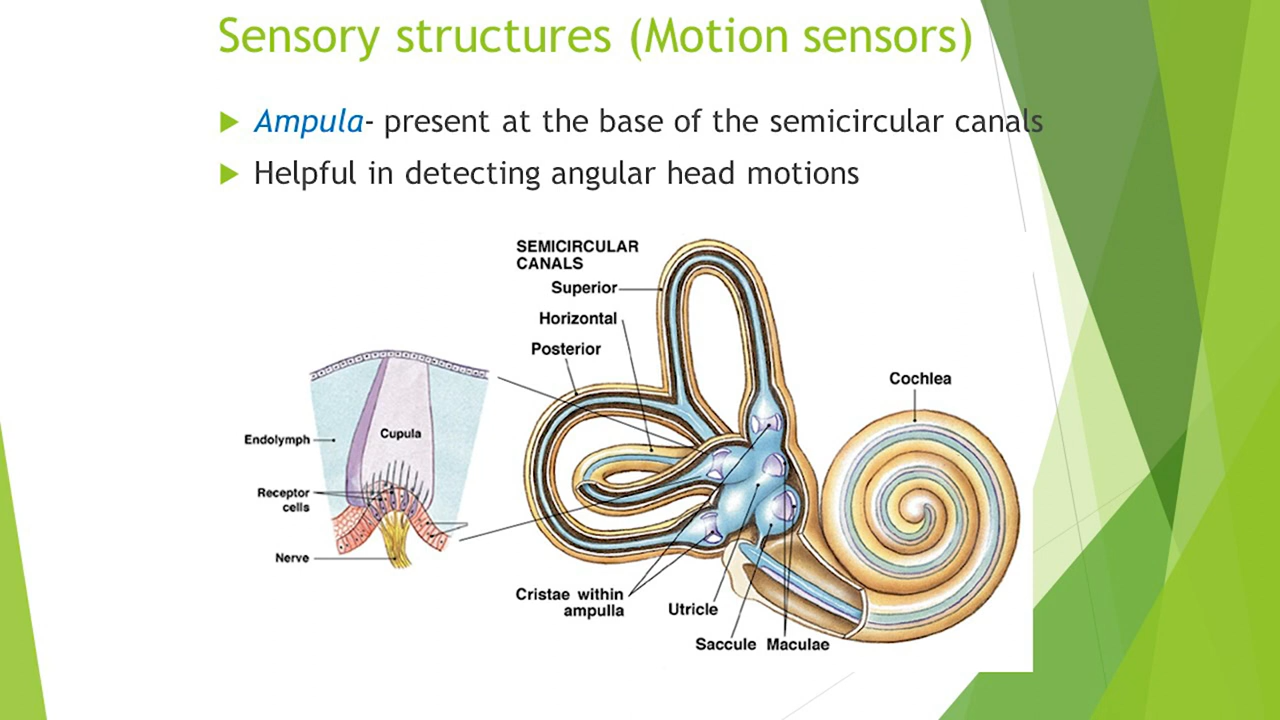 Sensory structures (Motion sensors)
Ampula- present at the base of the semicircular canals
Helpful in detecting angular head motions
SEMICIRCULAR
CANALS
Superior
Horizontal
Posterior
Cochlea
Endolymph
Cupula
Receptor
cells
Nerve
Cristae within
ampulla
Utricle
Saccule
Maculae